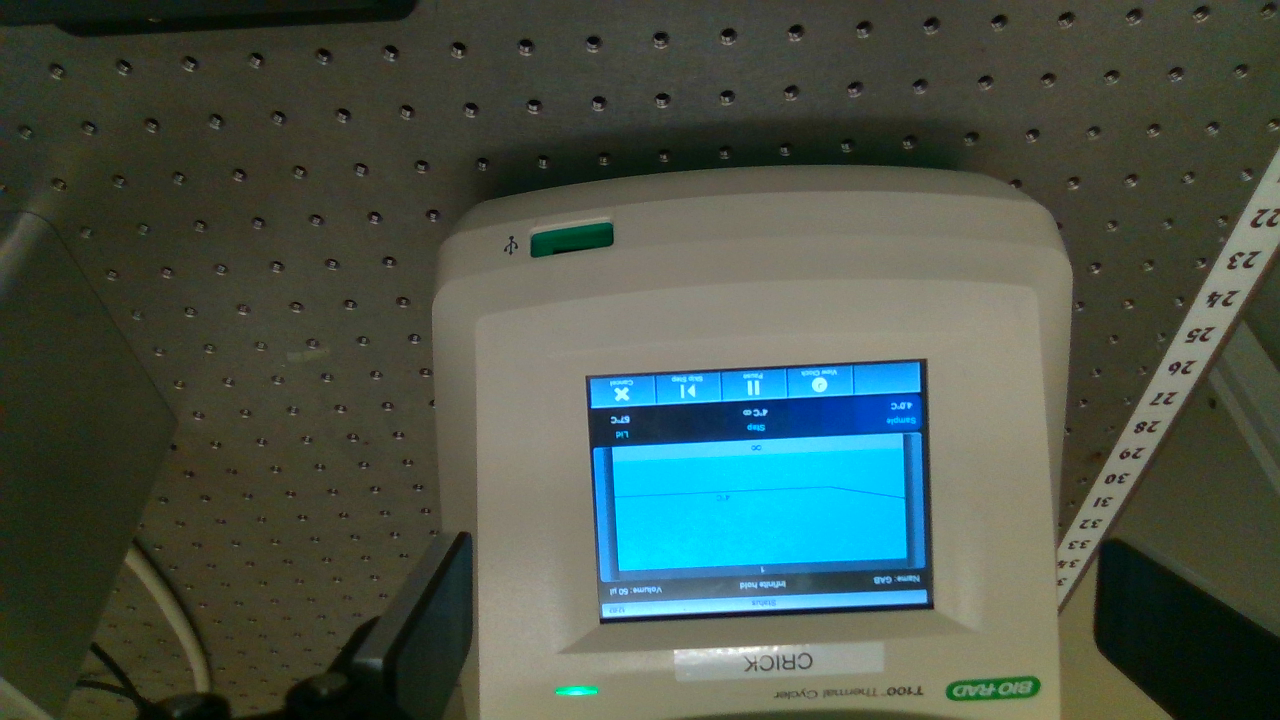 BIO-RAD
T100™ Thermal Cycler
CRICK
Status
Name: GAB Infinite hold Volume: 50 µl
1
4°C
∞
Sample Step Lid
4.0°C 4°C ∞
View Clock Pause Skip Step Cancel
22
23
24
25
26
27
28
29
30
31
32
33
34